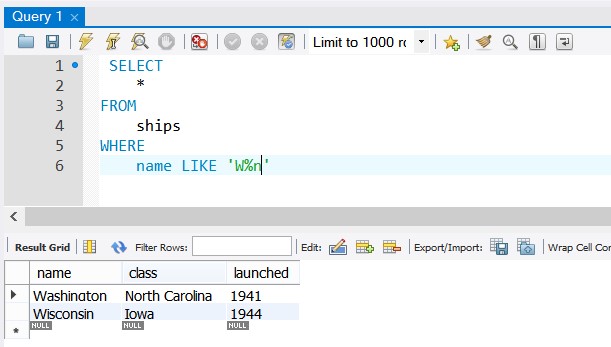 Query 1
Limit to 1000 rc
1 SELECT
2 *
3 FROM
4 ships
5 WHERE
6 name LIKE 'W%n'
Result Grid Filter Rows: Edit: Export/Import: Wrap Cell Con
name class launched
Washington North Carolina 1941
Wisconsin Iowa 1944
NULL NULL NULL